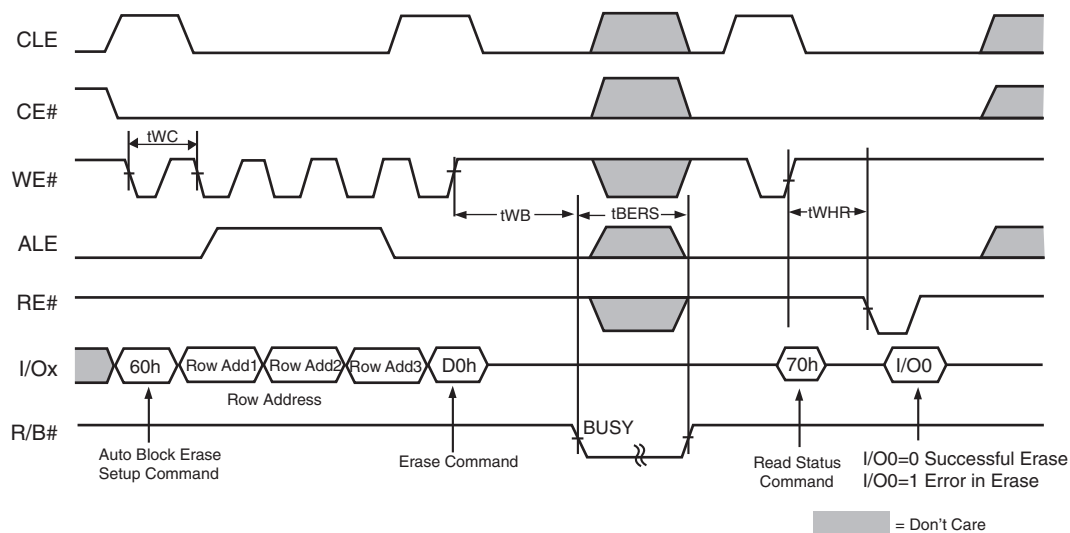 CLE
CE#
tWC
WE#
tWB
tBERS
tWHR
ALE
RE#
I/Ox
60h
Row Add1
Row Add2
Row Add3
D0h
70h
I/O0
Row Address
R/B#
BUSY
Auto Block Erase
Setup Command
Erase Command
Read Status
Command
I/O0=0 Successful Erase
I/O0=1 Error in Erase
= Don't Care